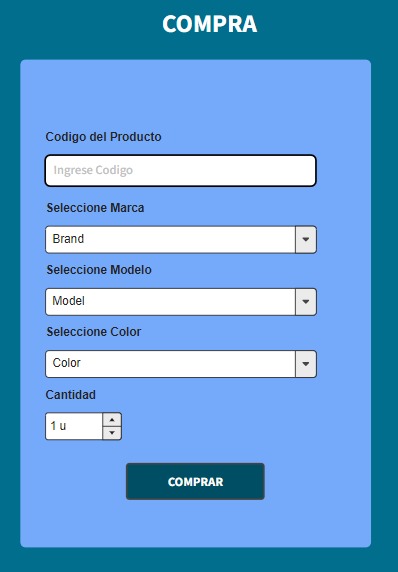 COMPRA
Codigo del Producto
Ingrese Codigo
Seleccione Marca
Brand
Seleccione Modelo
Model
Seleccione Color
Color
Cantidad
1 u
COMPRAR